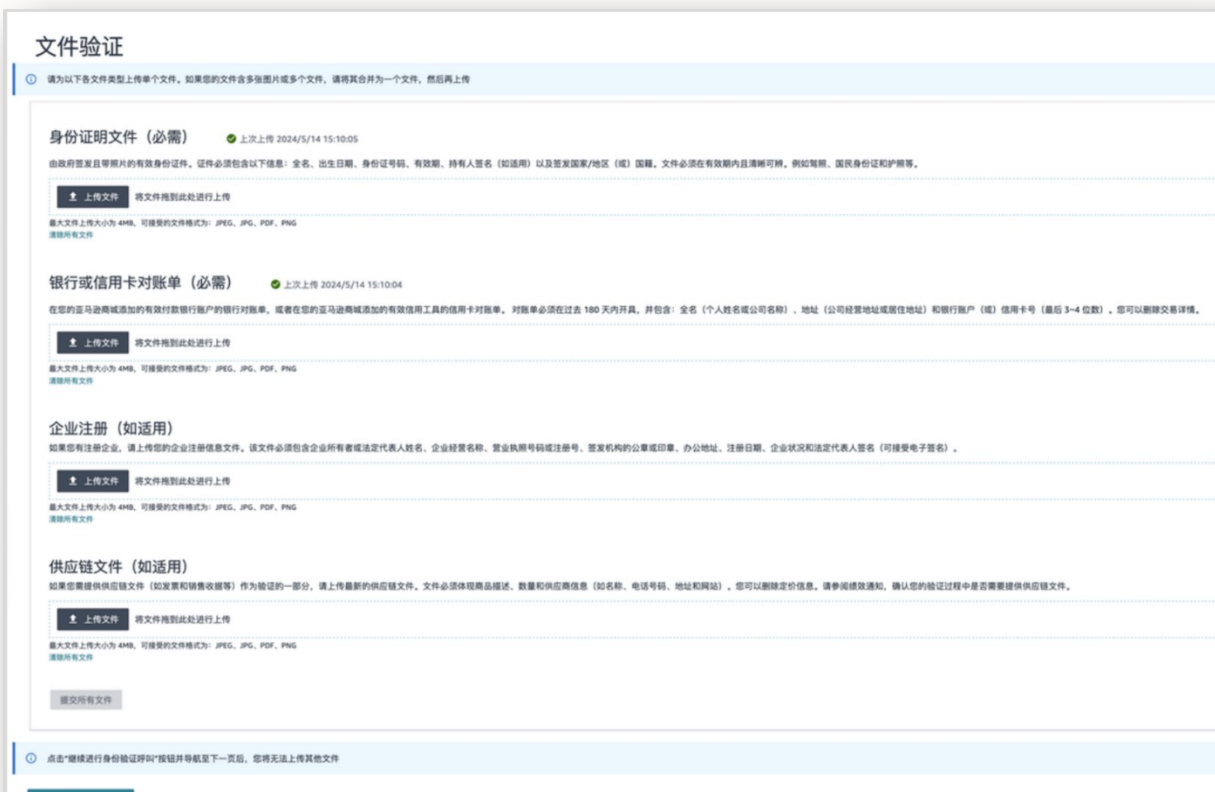 文件验证
请为以下各文件类型上传单个文件。如果您的文件含多张图片或多个文件，请将其合并为一个文件，然后再上传
身份证明文件（必需） 上次上传 2024/5/14 15:10:05
由政府签发且带照片的有效身份证件。证件必须包含以下信息：全名、出生日期、身份证号码、有效期、持有人签名（如适用）以及签发国家/地区（或）国籍。文件必须在有效期内且清晰可辨。例如驾照、国民身份证和护照等。
上传文件 将文件拖到此处进行上传
最大文件上传大小为 4MB，可接受的文件格式为：JPEG、JPG、PDF、PNG
清除所有文件
银行或信用卡对账单（必需） 上次上传 2024/5/14 15:10:04
在您的亚马逊商城添加的有效付款银行账户的银行对账单，或者在您的亚马逊商城添加的有效信用工具的信用卡对账单。 对账单必须在过去 180 天内开具，并包含：全名（个人姓名或公司名称）、地址（公司经营地址或居住地址）和银行账户（或）信用卡号（最后 3-4 位数）。您可以删除交易详情。
上传文件 将文件拖到此处进行上传
最大文件上传大小为 4MB，可接受的文件格式为：JPEG、JPG、PDF、PNG
清除所有文件
企业注册（如适用）
如果您有注册企业，请上传您的企业注册信息文件。该文件必须包含企业所有者或法定代表人姓名、企业经营名称、营业执照号码或注册号、签发机构的公章或印章、办公地址、注册日期、企业状况和法定代表人签名（可接受电子签名）。
上传文件 将文件拖到此处进行上传
最大文件上传大小为 4MB，可接受的文件格式为：JPEG、JPG、PDF、PNG
清除所有文件
供应链文件（如适用）
如果您需提供供应链文件（如发票和销售收据等）作为验证的一部分，请上传最新的供应链文件。文件必须体现商品描述、数量和供应商信息（如名称、电话号码、地址和网站）。您可以删除定价信息。请参阅绩效通知，确认您的验证过程中是否需要提供供应链文件。
上传文件 将文件拖到此处进行上传
最大文件上传大小为 4MB，可接受的文件格式为：JPEG、JPG、PDF、PNG
清除所有文件
提交所有文件
点击“继续进行身份验证呼叫”按钮并导航至下一页后，您将无法上传其他文件